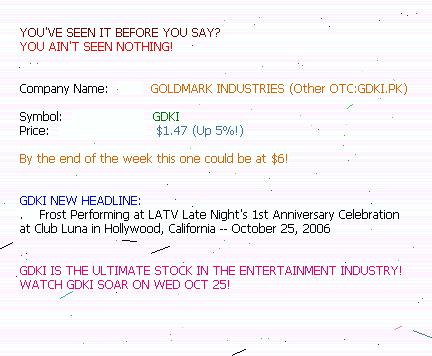 YOU'VE SEEN IT BEFORE YOU SAY?
YOU AIN'T SEEN NOTHING!
Company Name: GOLDMARK INDUSTRIES (Other OTC:GDKI.PK)
Symbol: GDKI
Price: $1.47 (Up 5%!)
By the end of the week this one could be at $6!
GDKI NEW HEADLINE:
. Frost Performing at LATV Late Night's 1st Anniversary Celebration
at Club Luna in Hollywood, California -- October 25, 2006
GDKI IS THE ULTIMATE STOCK IN THE ENTERTAINMENT INDUSTRY!
WATCH GDKI SOAR ON WED OCT 25!